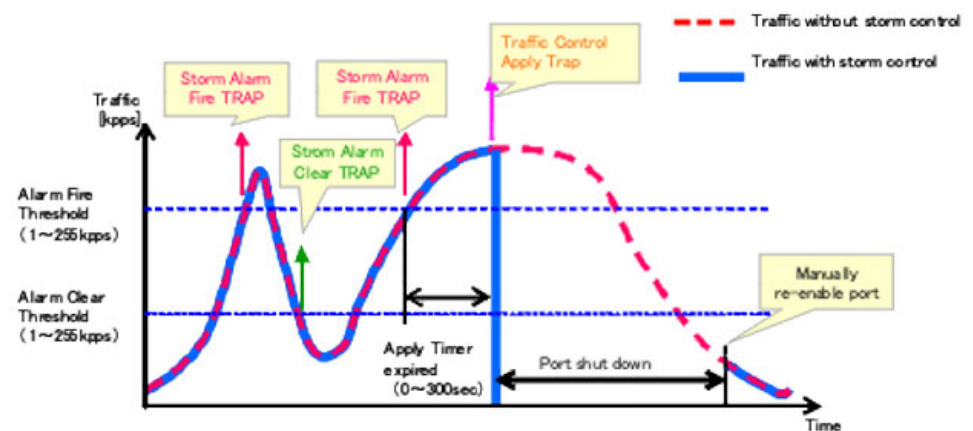 Traffic without storm control
Traffic with storm control
Traffic Control
Apply Trap
Storm Alarm
Fire TRAP
Storm Alarm
Fire TRAP
Traffic
[kpps]
Strom Alarm
Clear TRAP
Alarm Fire
Threshold
(1~255kpps)
Manually
re-enable port
Alarm Clear
Threshold
(1~255kpps)
Apply Timer
expired
(0~300sec)
Port shut down
Time